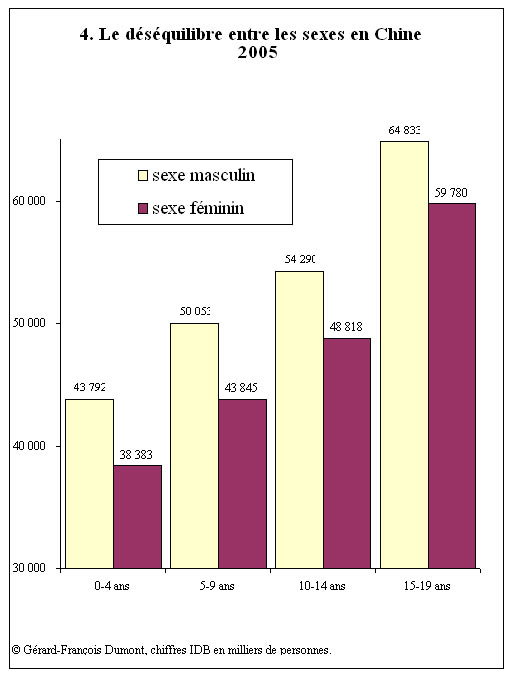 4. Le déséquilibre entre les sexes en Chine
2005
64 833
sexe masculin
60 000
59 780
sexe féminin
54 290
50 053
50 000
48 818
43 792
43 845
40 000
38 383
30 000
0-4 ans
5-9 ans
10-14 ans
15-19 ans
© Gérard-François Dumont, chiffres IDB en milliers de personnes.